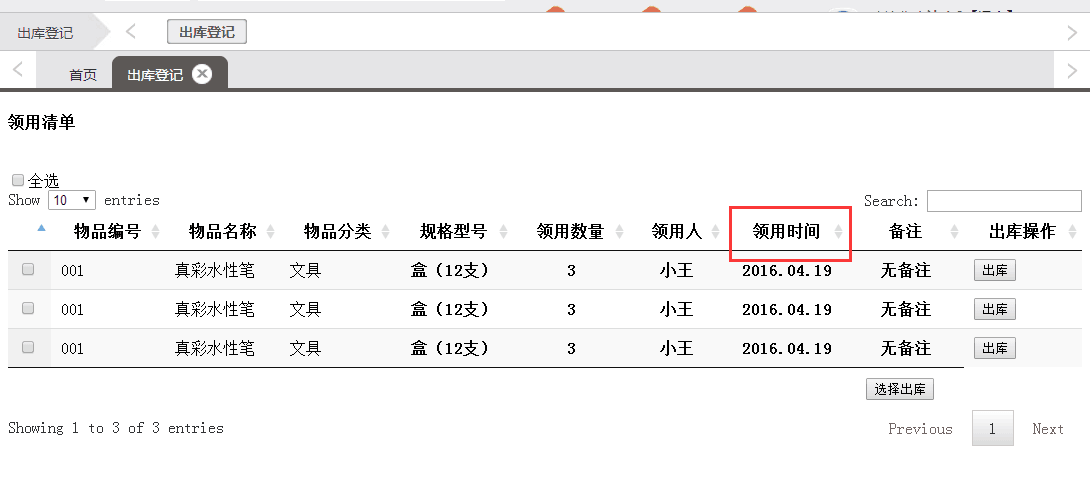 出库登记 出库登记
首页 出库登记
领用清单
全选
Show 10 entries Search:
物品编号 物品名称 物品分类 规格型号 领用数量 领用人 领用时间 备注 出库操作
001 真彩水性笔 文具 盒（12支） 3 小王 2016.04.19 无备注 出库
001 真彩水性笔 文具 盒（12支） 3 小王 2016.04.19 无备注 出库
001 真彩水性笔 文具 盒（12支） 3 小王 2016.04.19 无备注 出库
选择出库
Showing 1 to 3 of 3 entries Previous 1 Next